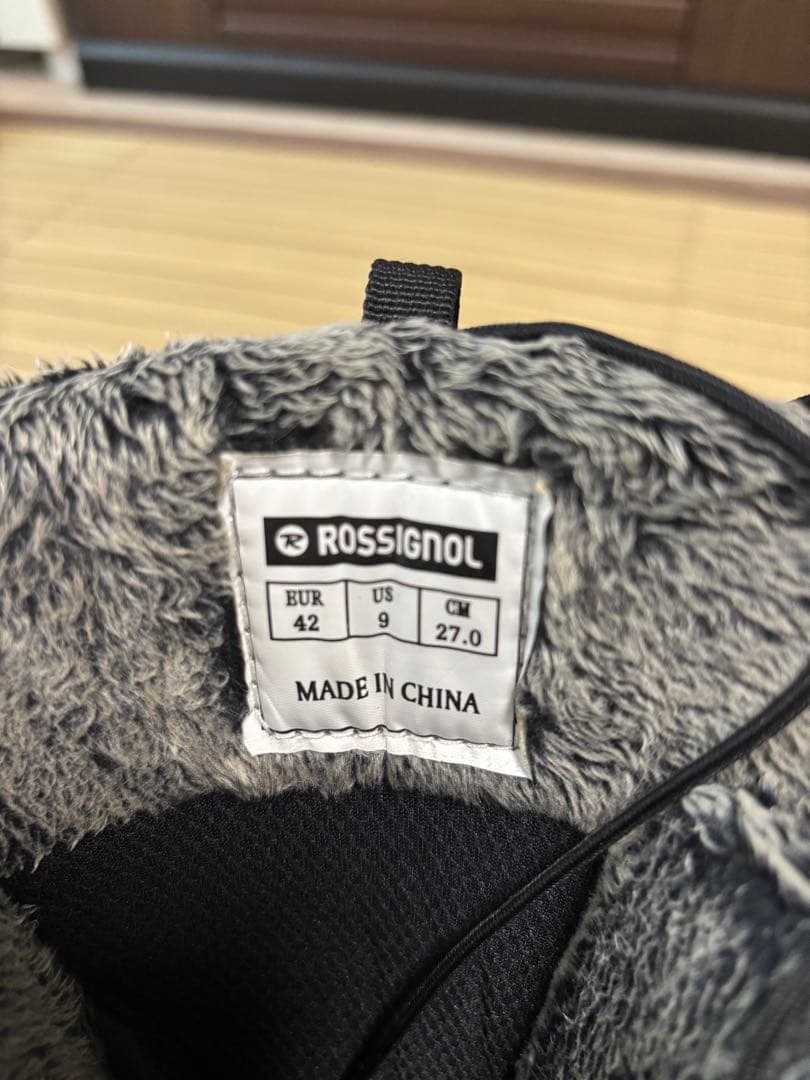 R ROSSIGNOL
EUR US CM
42 9 27.0
MADE IN CHINA